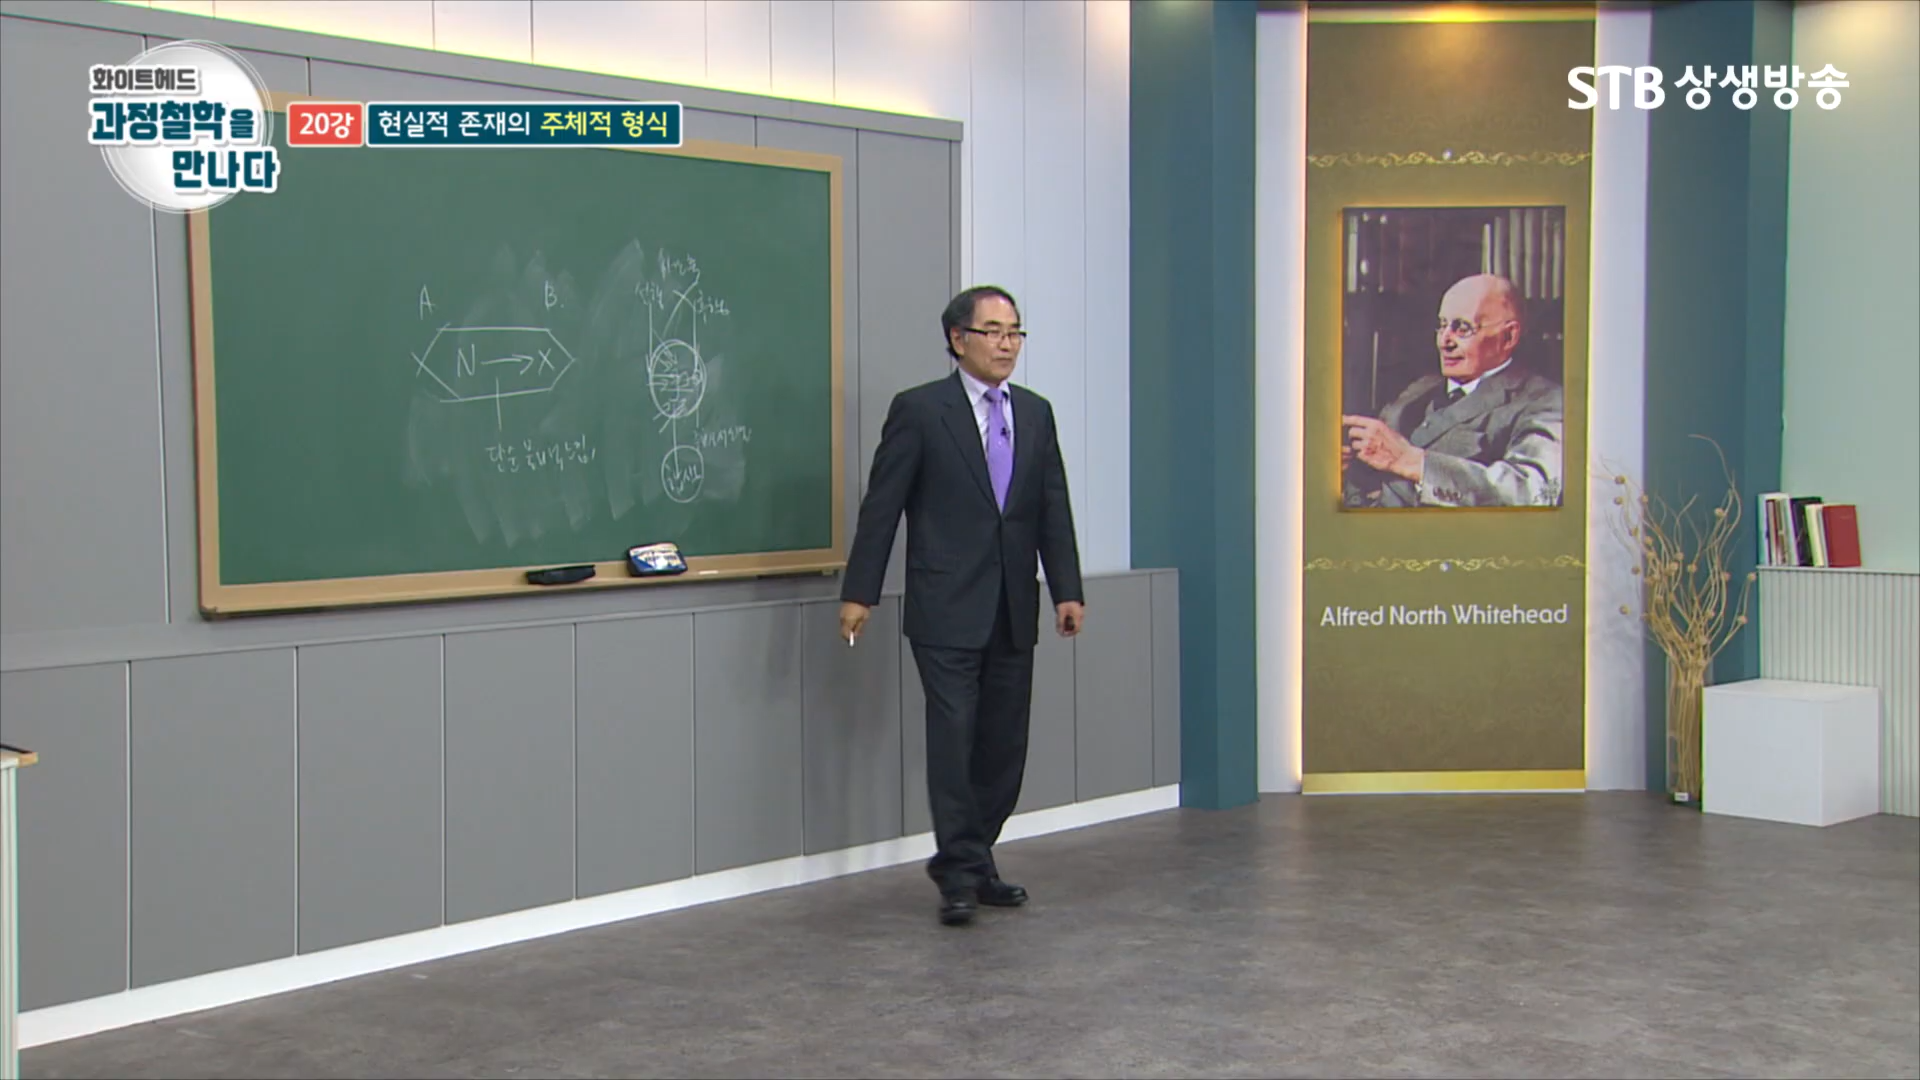 화이트헤드
과정철학을
만나다
20강 현실적 존재의 주체적 형식
STB 상생방송
A.
B.
X
N → X
단순 물리적 느낌
Alfred North Whitehead